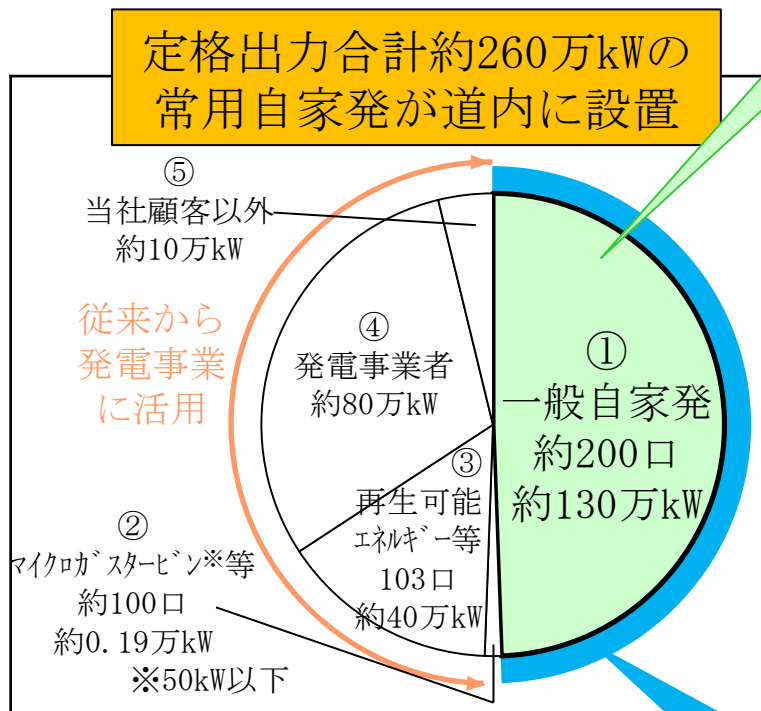 定格出力合計約260万kWの
常用自家発が道内に設置
⑤
当社顧客以外
約10万kW
従来から
発電事業
に活用
④
発電事業者
約80万kW
①
一般自家発
約200口
約130万kW
③
再生可能
ｴﾈﾙｷﾞｰ等
103口
約40万kW
②
ﾏｲｸﾛｶﾞｽﾀｰﾋﾞﾝ※等
約100口
約0.19万kW
※50kW以下